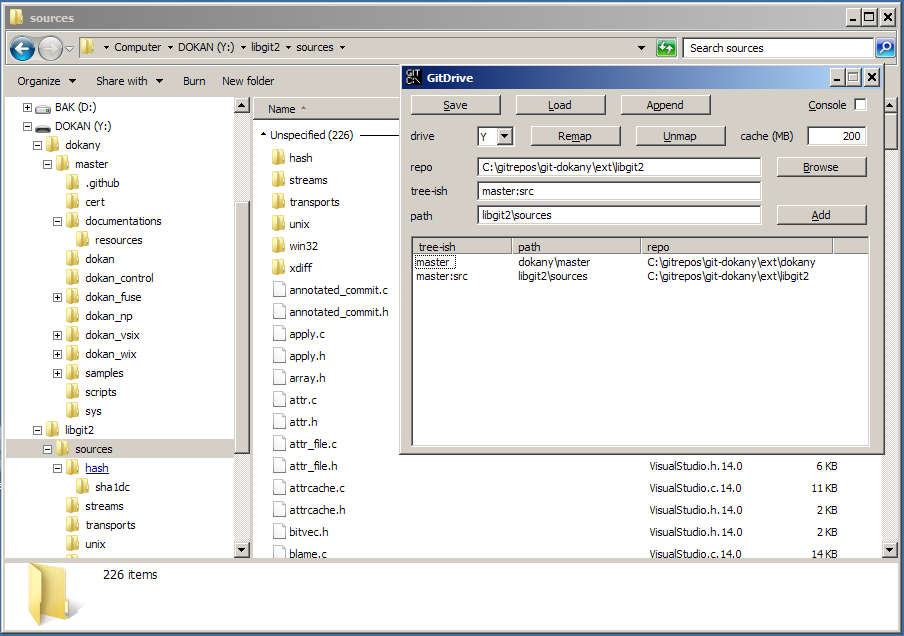 sources
Computer DOKAN (Y:) libgit2 sources
Search sources
Organize Share with Burn New folder
BAK (D:)
DOKAN (Y:)
dokany
master
.github
cert
documentations
resources
dokan
dokan_control
dokan_fuse
dokan_np
dokan_vsix
dokan_wix
samples
scripts
sys
libgit2
sources
hash
sha1dc
streams
transports
unix
Name
Unspecified (226)
hash
streams
transports
unix
win32
xdiff
annotated_commit.c
annotated_commit.h
apply.c
apply.h
array.h
attr.c
attr.h
attr_file.c
attr_file.h VisualStudio.h.14.0 6 KB
attrcache.c VisualStudio.c.14.0 11 KB
attrcache.h VisualStudio.h.14.0 2 KB
bitvec.h VisualStudio.h.14.0 2 KB
blame.c VisualStudio.c.14.0 14 KB
GIT
C:\
GitDrive
Save Load Append Console
drive Y Remap Unmap cache (MB) 200
repo C:\gitrepos\git-dokany\ext\libgit2 Browse
tree-ish master:src
path libgit2\sources Add
tree-ish path repo
master dokany\master C:\gitrepos\git-dokany\ext\dokany
master:src libgit2\sources C:\gitrepos\git-dokany\ext\libgit2
226 items